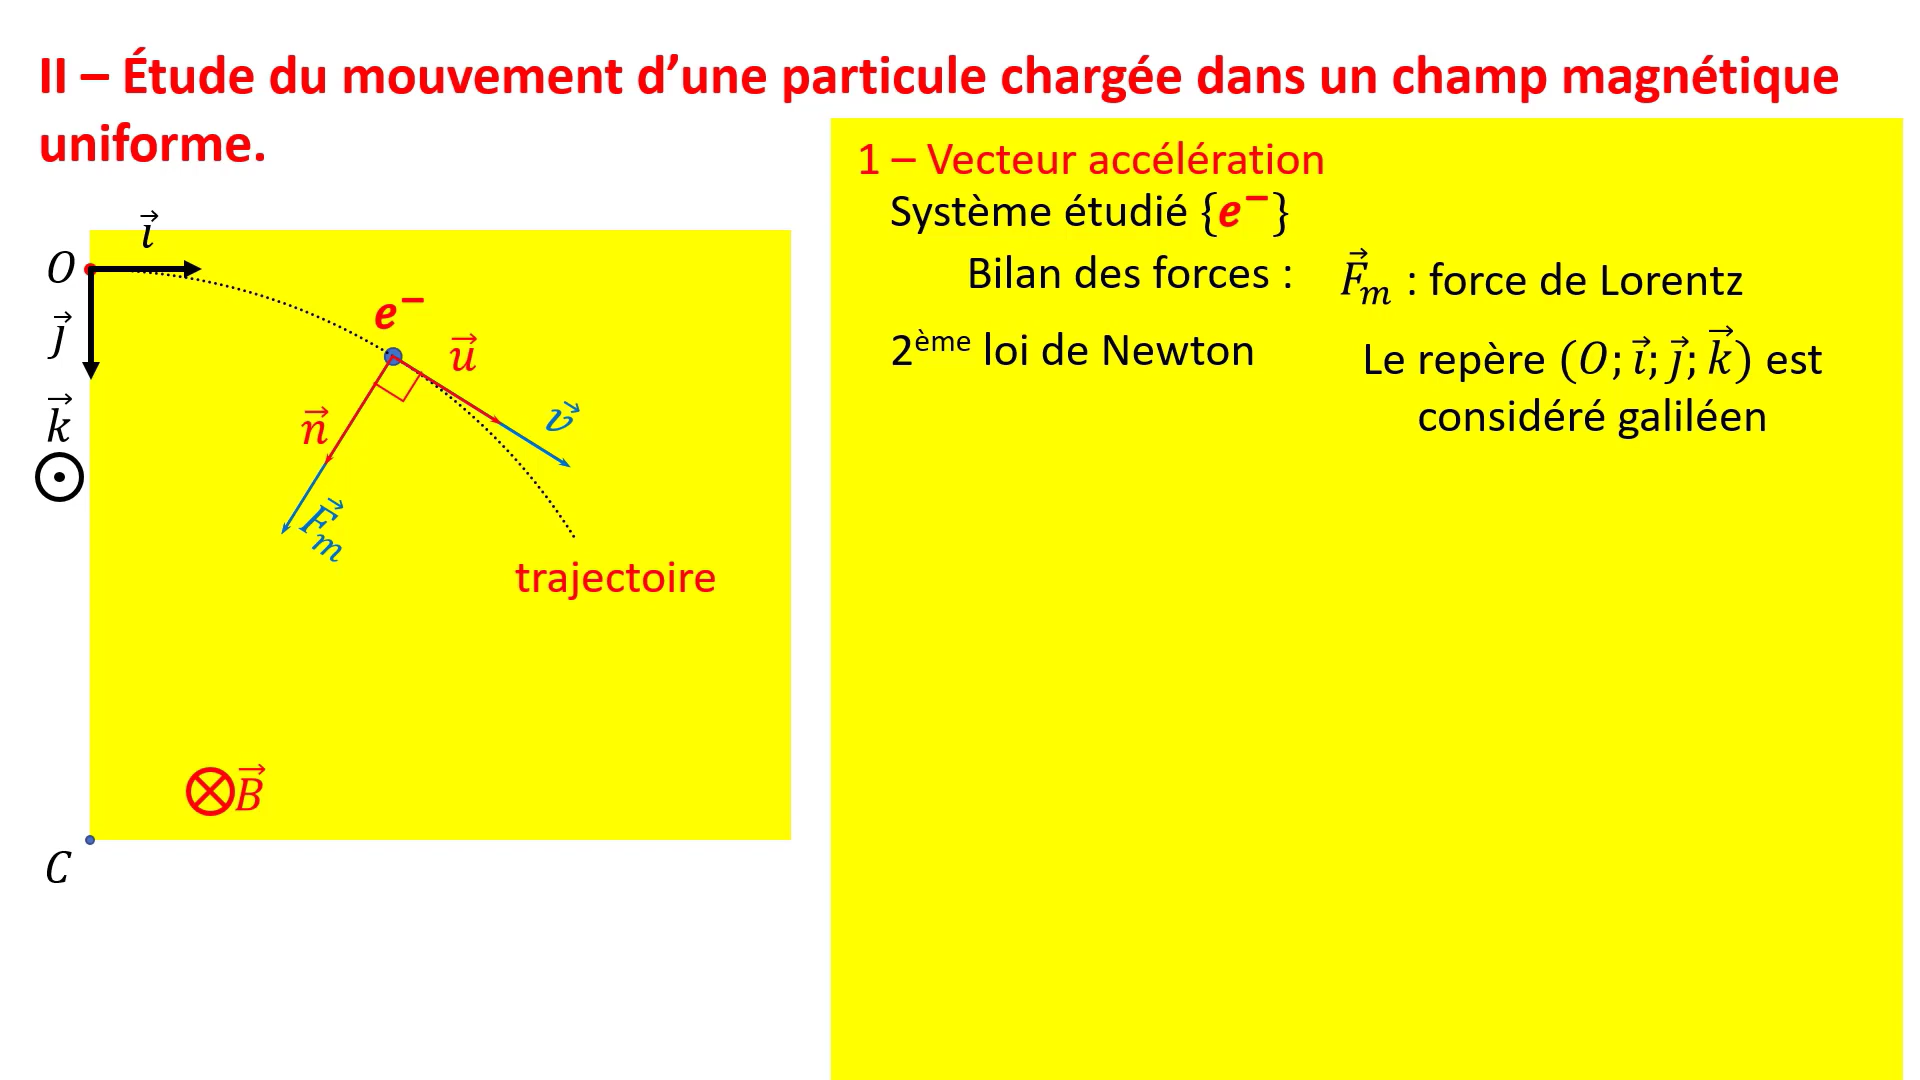 II – Étude du mouvement d’une particule chargée dans un champ magnétique
uniforme.
1 – Vecteur accélération
Système étudié {e⁻}
Bilan des forces : F⃗ₘ : force de Lorentz
2ème loi de Newton
Le repère (O; i⃗; j⃗; k⃗) est
considéré galiléen
i⃗
O
e⁻
j⃗
u⃗
k⃗
n⃗
v⃗
F⃗ₘ
trajectoire
B⃗
C